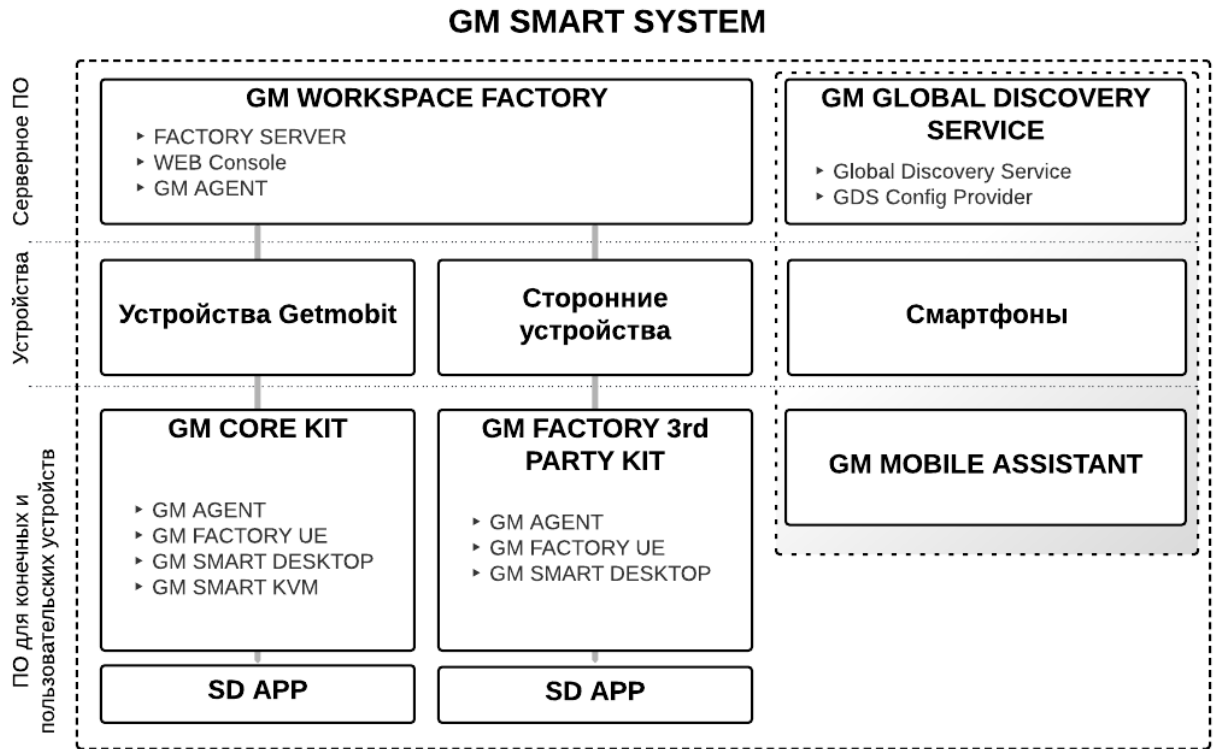 GM SMART SYSTEM
Серверное ПО
GM WORKSPACE FACTORY
‣ FACTORY SERVER
‣ WEB Console
‣ GM AGENT
GM GLOBAL DISCOVERY
SERVICE
‣ Global Discovery Service
‣ GDS Config Provider
Устройства
Устройства Getmobit
Сторонние
устройства
Смартфоны
ПО для конечных и
пользовательских устройств
GM CORE KIT
‣ GM AGENT
‣ GM FACTORY UE
‣ GM SMART DESKTOP
‣ GM SMART KVM
SD APP
GM FACTORY 3rd
PARTY KIT
‣ GM AGENT
‣ GM FACTORY UE
‣ GM SMART DESKTOP
SD APP
GM MOBILE ASSISTANT